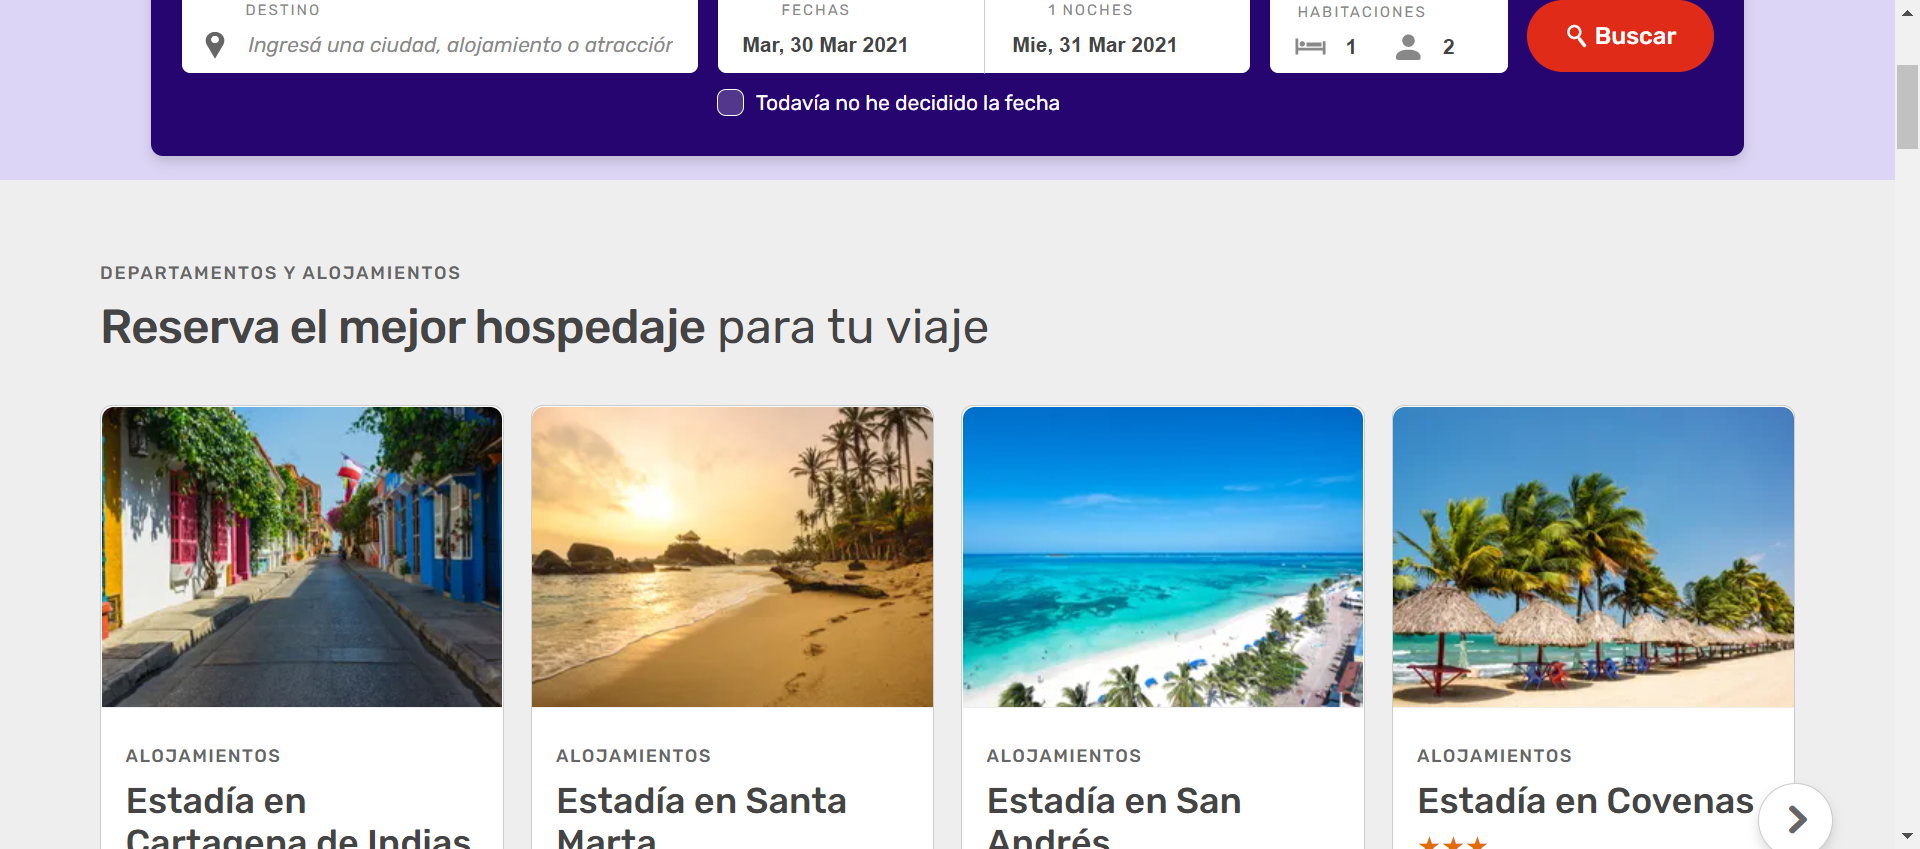 DESTINO
FECHAS
1 NOCHES
HABITACIONES
Ingresá una ciudad, alojamiento o atracción
Mar, 30 Mar 2021
Mie, 31 Mar 2021
1
2
Buscar
Todavía no he decidido la fecha
DEPARTAMENTOS Y ALOJAMIENTOS
Reserva el mejor hospedaje para tu viaje
ALOJAMIENTOS
Estadía en
Cartagena de Indias
ALOJAMIENTOS
Estadía en Santa
Marta
ALOJAMIENTOS
Estadía en San
Andrés
ALOJAMIENTOS
Estadía en Covenas